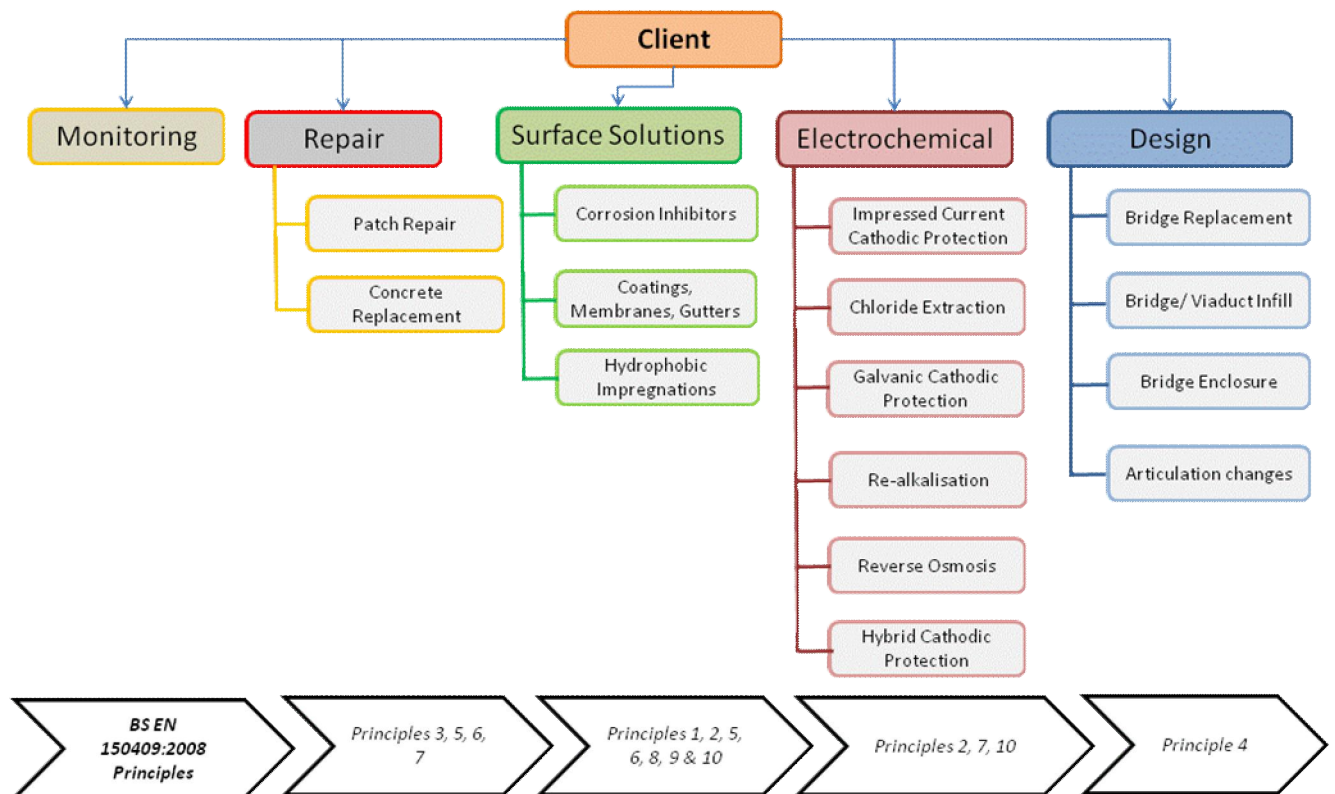 Client
Monitoring
Repair
Surface Solutions
Electrochemical
Design
Patch Repair
Concrete
Replacement
Corrosion Inhibitors
Coatings,
Membranes, Gutters
Hydrophobic
Impregnations
Impressed Current
Cathodic Protection
Chloride Extraction
Galvanic Cathodic
Protection
Re-alkalisation
Reverse Osmosis
Hybrid Cathodic
Protection
Bridge Replacement
Bridge/ Viaduct Infill
Bridge Enclosure
Articulation changes
BS EN
150409:2008
Principles
Principles 3, 5, 6,
7
Principles 1, 2, 5,
6, 8, 9 & 10
Principles 2, 7, 10
Principle 4